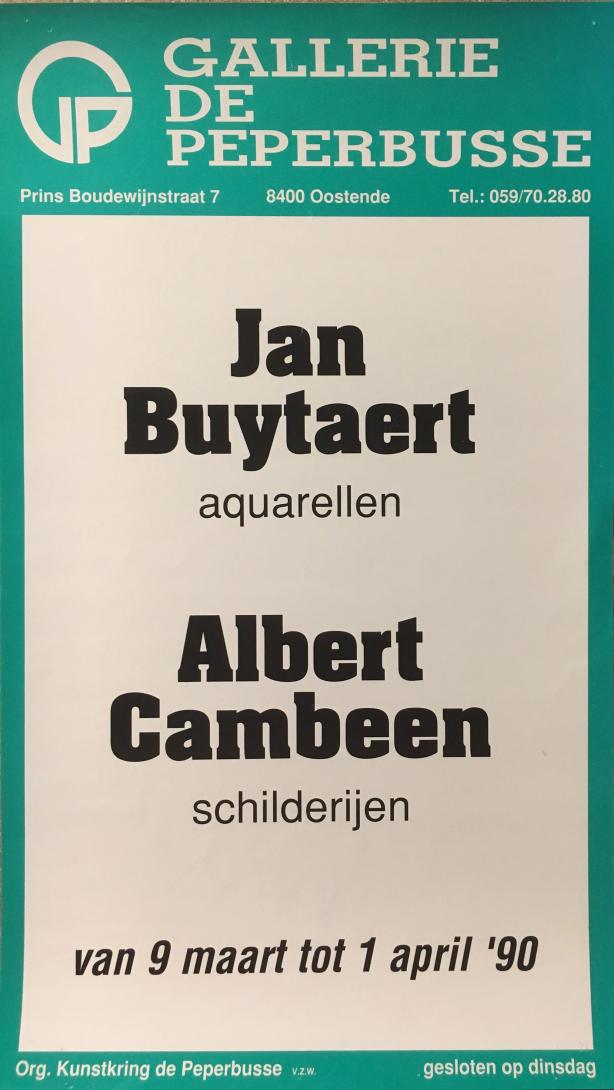 GP
GALLERIE
DE
PEPERBUSSE
Prins Boudewijnstraat 7 8400 Oostende Tel.: 059/70.28.80
Jan
Buytaert
aquarellen
Albert
Cambeen
schilderijen
van 9 maart tot 1 april '90
Org. Kunstkring de Peperbusse v.z.w. gesloten op dinsdag